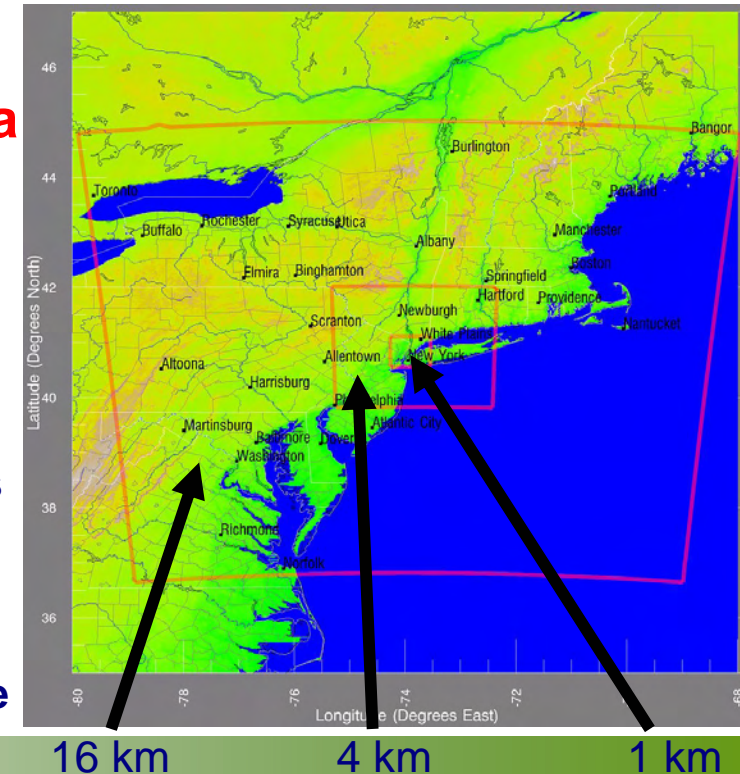 46
a
Bangor
Burlington
44
Toronto
Portland
Rochester
Syracuse
Utica
Buffalo
Manchester
Albany
Boston
Elmira
Binghamton
Springfield
42
Hartford
Providence
Newburgh
Scranton
Nantucket
White Plains
Allentown
New York
Altoona
Harrisburg
40
Philadelphia
Martinsburg
Atlantic City
Baltimore
Dover
Washington
s
38
Richmond
Norfolk
36
Latitude (Degrees North)
e
-80
-78
-76
-74
-72
-70
-68
Longitude (Degrees East)
16 km
4 km
1 km